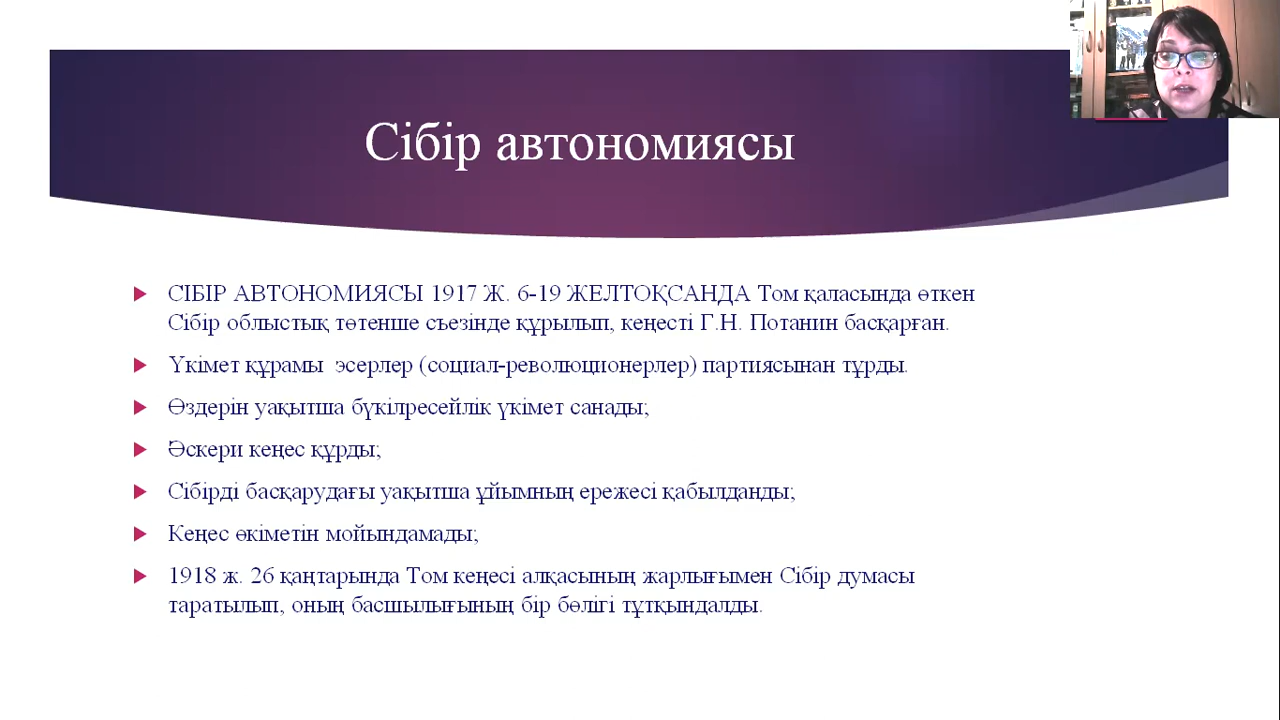 Сібір автономиясы
СІБІР АВТОНОМИЯСЫ 1917 Ж. 6-19 ЖЕЛТОҚСАНДА Том қаласында өткен
Сібір облыстық төтенше съезінде құрылып, кеңесті Г.Н. Потанин басқарған.
Үкімет құрамы эсерлер (социал-революционерлер) партиясынан тұрды.
Өздерін уақытша бүкілресейлік үкімет санады;
Әскери кеңес құрды;
Сібірді басқарудағы уақытша ұйымның ережесі қабылданды;
Кеңес өкіметін мойындамады;
1918 ж. 26 қаңтарында Том кеңесі алқасының жарлығымен Сібір думасы
таратылып, оның басшылығының бір бөлігі тұтқындалды.